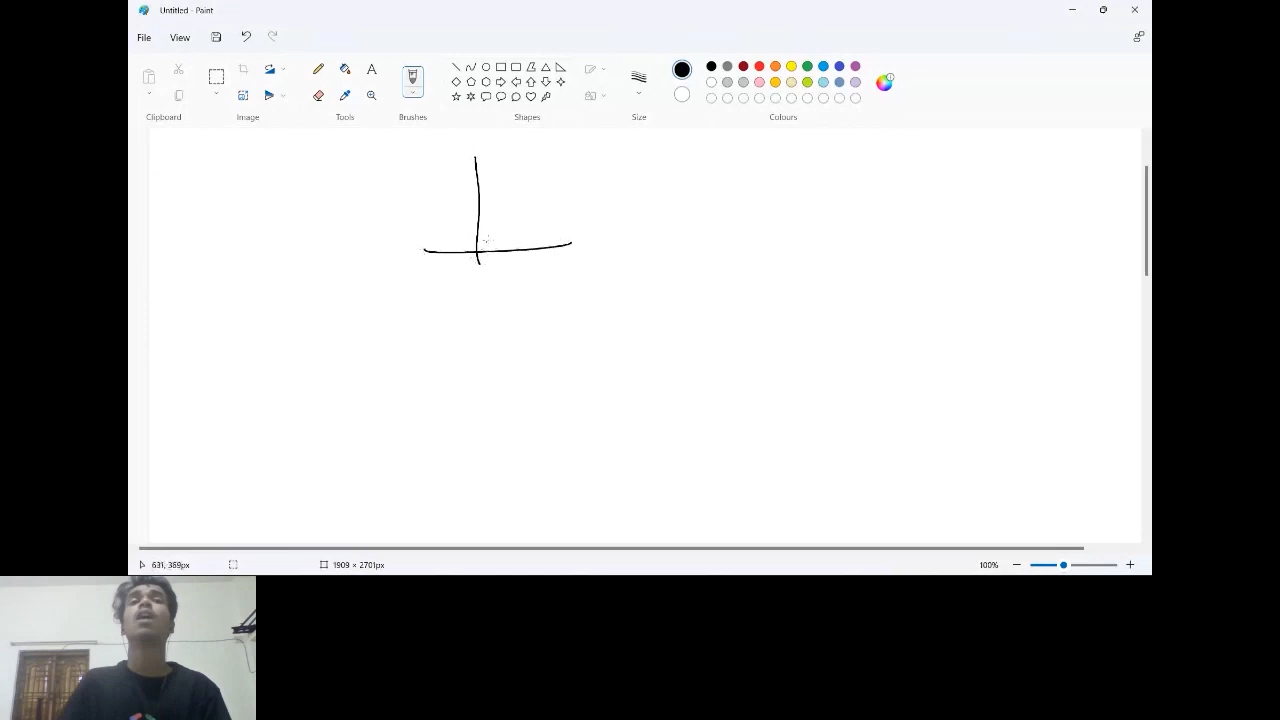 Untitled - Paint
File View
Clipboard Image Tools Brushes Shapes Size Colours
A
631, 369px 1909 × 2701px 100%